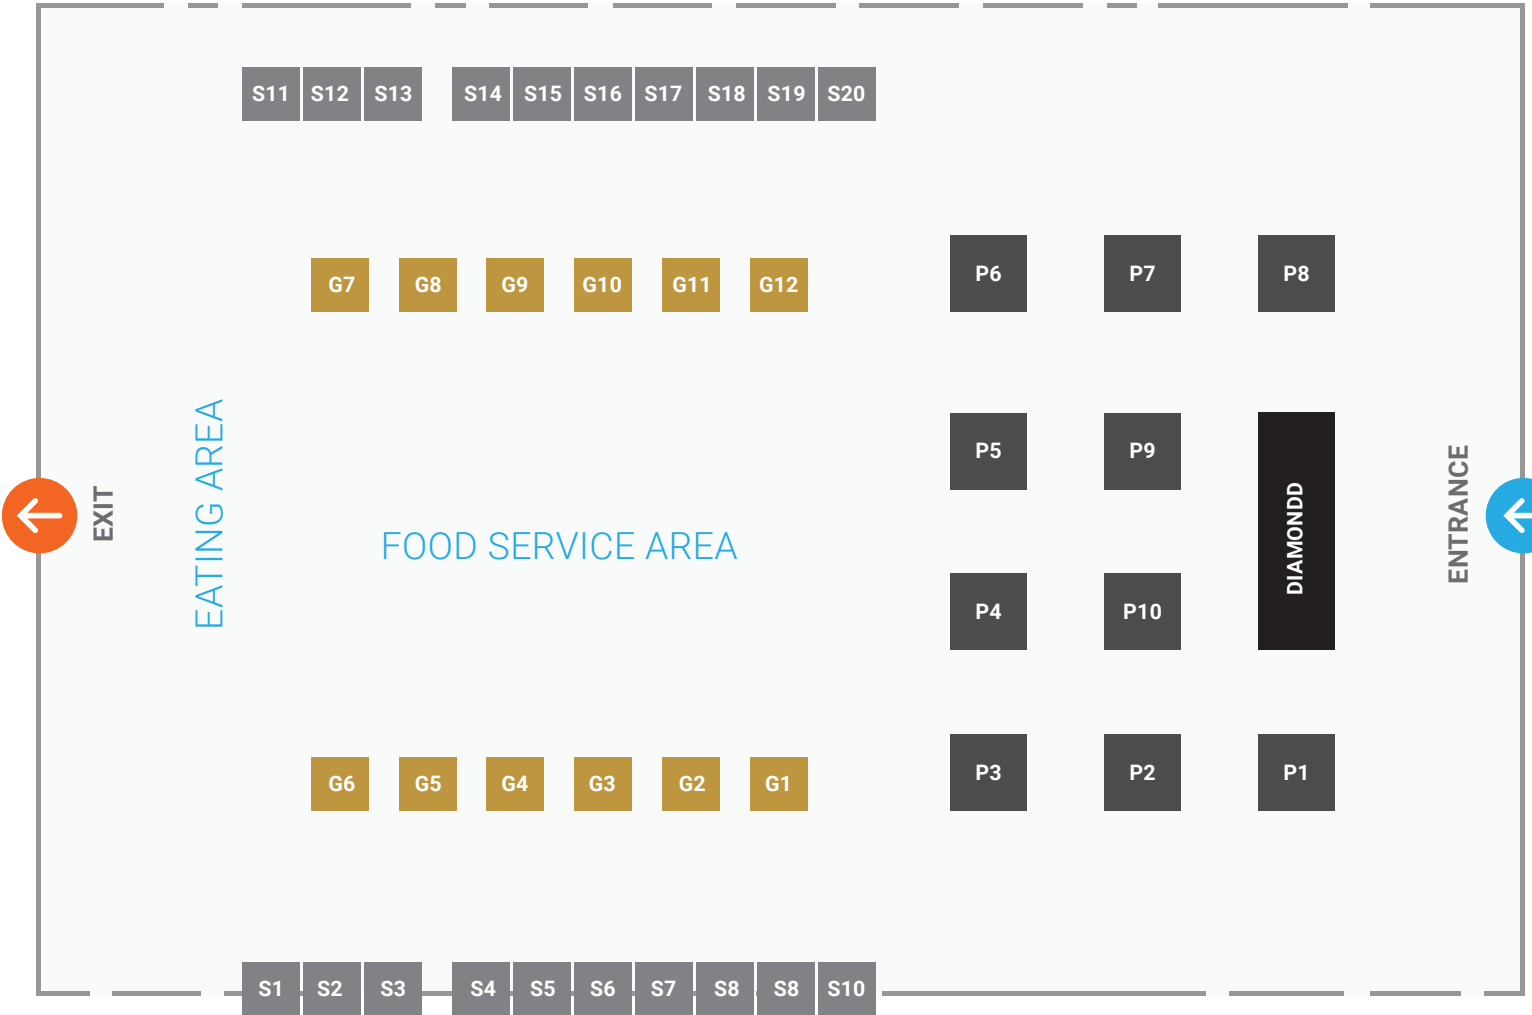 S11 S12 S13 S14 S15 S16 S17 S18 S19 S20
P6 P7 P8
G7 G8 G9 G10 G11 G12
P5 P9
EXIT
EATING AREA
FOOD SERVICE AREA
DIAMONDD
ENTRANCE
P4 P10
P3 P2 P1
G6 G5 G4 G3 G2 G1
S1 S2 S3 S4 S5 S6 S7 S8 S8 S10